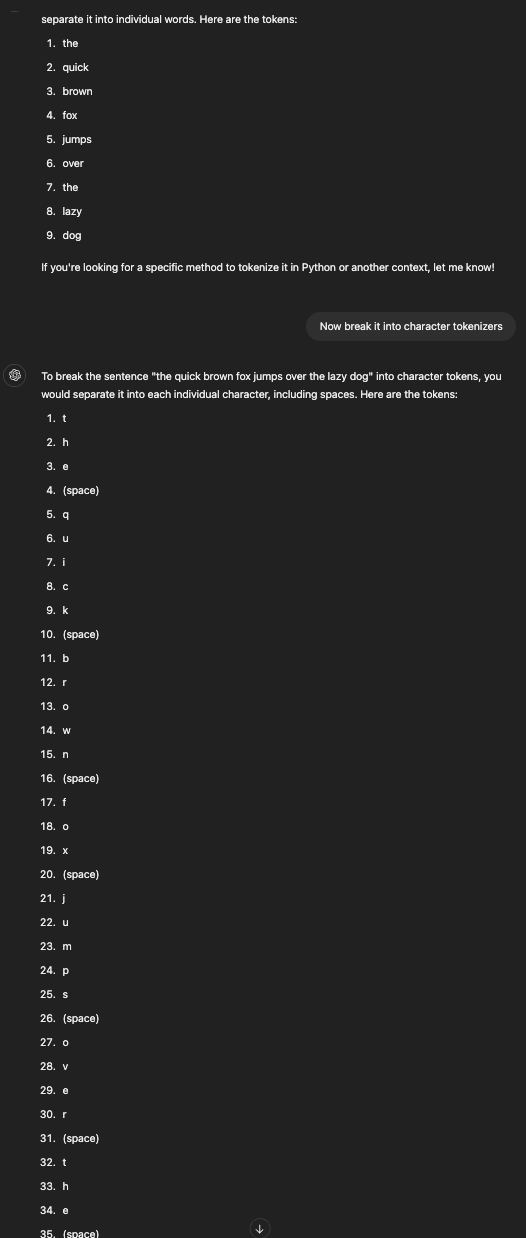 separate it into individual words. Here are the tokens:
1. the
2. quick
3. brown
4. fox
5. jumps
6. over
7. the
8. lazy
9. dog
If you're looking for a specific method to tokenize it in Python or another context, let me know!
Now break it into character tokenizers
To break the sentence "the quick brown fox jumps over the lazy dog" into character tokens, you
would separate it into each individual character, including spaces. Here are the tokens:
1. t
2. h
3. e
4. (space)
5. q
6. u
7. i
8. c
9. k
10. (space)
11. b
12. r
13. o
14. w
15. n
16. (space)
17. f
18. o
19. x
20. (space)
21. j
22. u
23. m
24. p
25. s
26. (space)
27. o
28. v
29. e
30. r
31. (space)
32. t
33. h
34. e
35. (space)